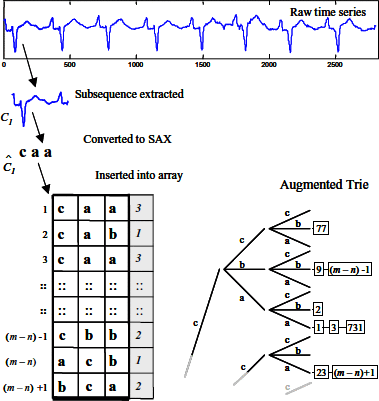 Raw time series
0 500 1000 1500 2000 2500
Subsequence extracted
C1
Converted to SAX
^
C1 c a a
Inserted into array
1 c a a 3
2 c a b 1
3 c a a 3
:: :: :: :: ::
:: :: :: :: ::
(m – n) -1 c b b 2
(m – n) a c b 1
(m – n) +1 b c a 2
Augmented Trie
c
c
b
a
77
c
b
a
9 (m – n) -1
c
b
a
c
b
a
2
1 3 731
c
c
b
a
23 (m – n)+1
c